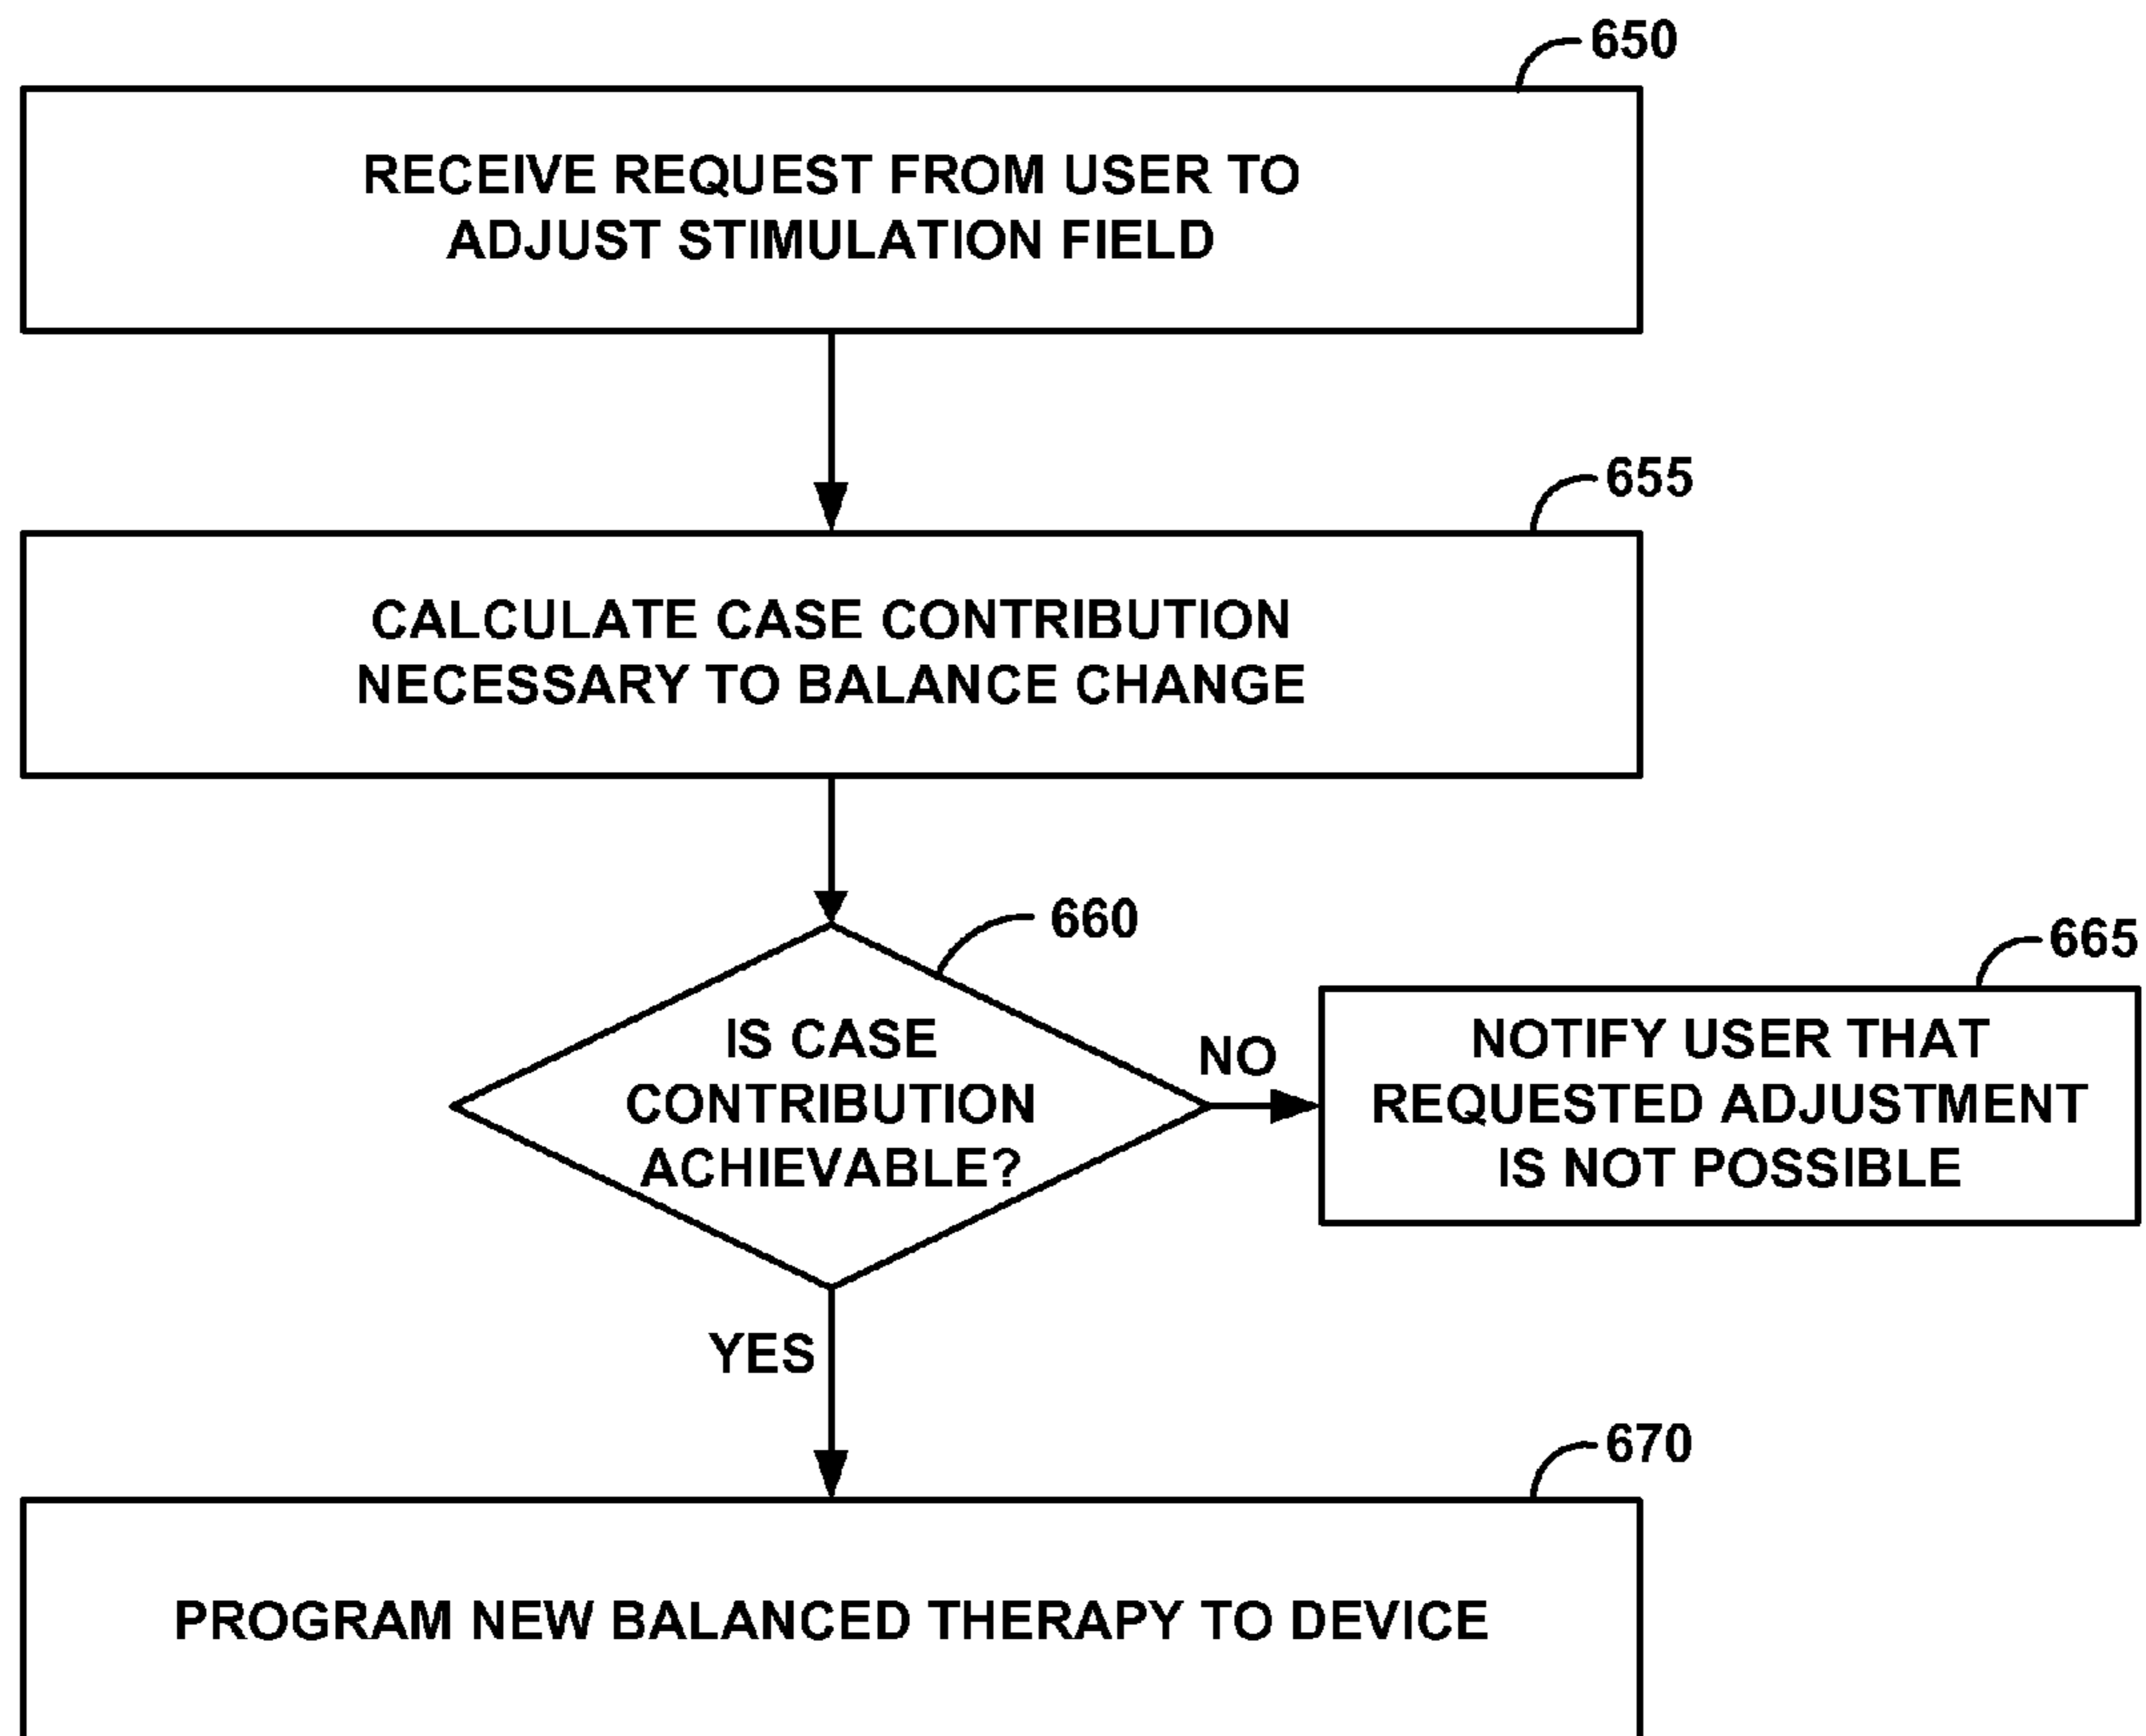 650
RECEIVE REQUEST FROM USER TO
ADJUST STIMULATION FIELD
655
CALCULATE CASE CONTRIBUTION
NECESSARY TO BALANCE CHANGE
660
IS CASE
CONTRIBUTION
ACHIEVABLE?
NO
665
NOTIFY USER THAT
REQUESTED ADJUSTMENT
IS NOT POSSIBLE
YES
670
PROGRAM NEW BALANCED THERAPY TO DEVICE